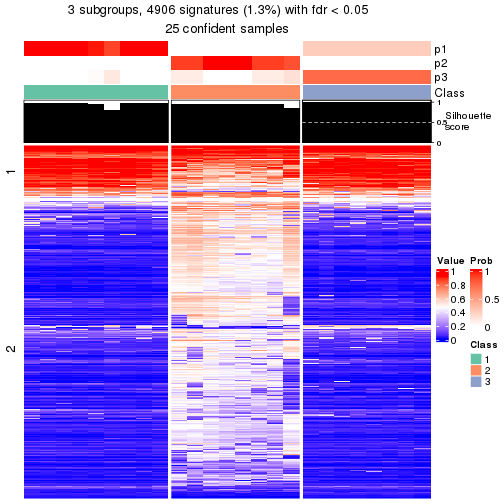 3 subgroups, 4906 signatures (1.3%) with fdr < 0.05
25 confident samples
p1
p2
p3
Class
1
0.5
0
Silhouette
score
1
2
Value
1
0.8
0.6
0.4
0.2
0
Prob
1
0.5
0
Class
1
2
3